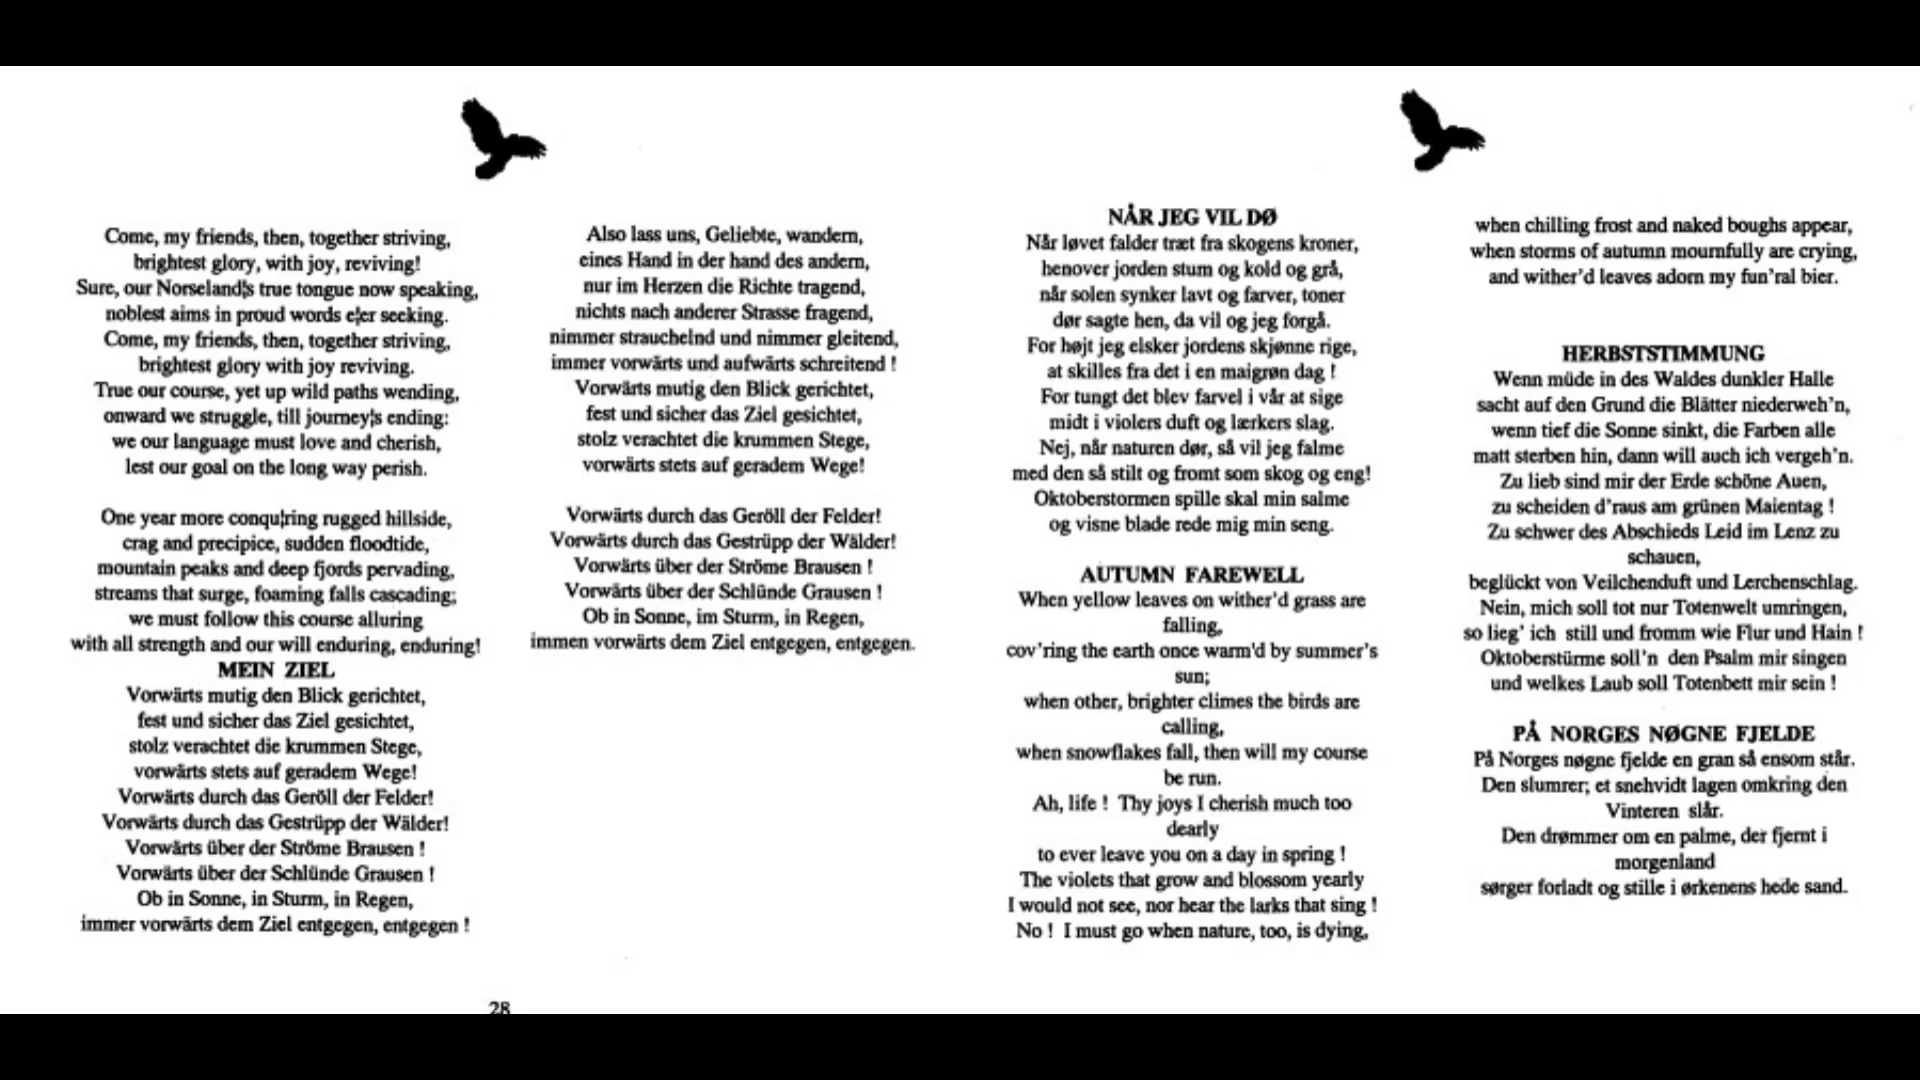 Come, my friends, then, together striving,
brightest glory, with joy, reviving!
Sure, our Norseland¦s true tongue now speaking,
noblest aims in proud words e¦er seeking.
Come, my friends, then, together striving,
brightest glory with joy reviving.
True our course, yet up wild paths wending,
onward we struggle, till journey¦s ending:
we our language must love and cherish,
lest our goal on the long way perish.
One year more conqu¦ring rugged hillside,
crag and precipice, sudden floodtide,
mountain peaks and deep fjords pervading,
streams that surge, foaming falls cascading;
we must follow this course alluring
with all strength and our will enduring, enduring!
MEIN ZIEL
Vorwärts mutig den Blick gerichtet,
fest und sicher das Ziel gesichtet,
stolz verachtet die krummen Stege,
vorwärts stets auf geradem Wege!
Vorwärts durch das Geröll der Felder!
Vorwärts durch das Gestrüpp der Wälder!
Vorwärts über der Ströme Brausen !
Vorwärts über der Schlünde Grausen !
Ob in Sonne, in Sturm, in Regen,
immer vorwärts dem Ziel entgegen, entgegen !
28
Also lass uns, Geliebte, wandern,
eines Hand in der hand des andern,
nur im Herzen die Richte tragend,
nichts nach anderer Strasse fragend,
nimmer strauchelnd und nimmer gleitend,
immer vorwärts und aufwärts schreitend !
Vorwärts mutig den Blick gerichtet,
fest und sicher das Ziel gesichtet,
stolz verachtet die krummen Stege,
vorwärts stets auf geradem Wege!
Vorwärts durch das Geröll der Felder!
Vorwärts durch das Gestrüpp der Wälder!
Vorwärts über der Ströme Brausen !
Vorwärts über der Schlünde Grausen !
Ob in Sonne, im Sturm, in Regen,
immen vorwärts dem Ziel entgegen, entgegen.
NÅR JEG VIL DØ
Når løvet falder træt fra skogens kroner,
henover jorden stum og kold og grå,
når solen synker lavt og farver, toner
dør sagte hen, da vil og jeg forgå.
For højt jeg elsker jordens skjønne rige,
at skilles fra det i en maigrøn dag !
For tungt det blev farvel i vår at sige
midt i violers duft og lærkers slag.
Nej, når naturen dør, så vil jeg falme
med den så stilt og fromt som skog og eng!
Oktoberstormen spille skal min salme
og visne blade rede mig min seng.
AUTUMN FAREWELL
When yellow leaves on wither'd grass are
falling,
cov'ring the earth once warm'd by summer's
sun;
when other, brighter climes the birds are
calling,
when snowflakes fall, then will my course
be run.
Ah, life ! Thy joys I cherish much too
dearly
to ever leave you on a day in spring !
The violets that grow and blossom yearly
I would not see, nor hear the larks that sing !
No ! I must go when nature, too, is dying,
when chilling frost and naked boughs appear,
when storms of autumn mournfully are crying,
and wither'd leaves adorn my fun'ral bier.
HERBSTSTIMMUNG
Wenn müde in des Waldes dunkler Halle
sacht auf den Grund die Blätter niederweh'n,
wenn tief die Sonne sinkt, die Farben alle
matt sterben hin, dann will auch ich vergeh'n.
Zu lieb sind mir der Erde schöne Auen,
zu scheiden d'raus am grünen Maientag !
Zu schwer des Abschieds Leid im Lenz zu
schauen,
beglückt von Veilchenduft und Lerchenschlag.
Nein, mich soll tot nur Totenwelt umringen,
so lieg' ich still und fromm wie Flur und Hain !
Oktoberstürme soll'n den Psalm mir singen
und welkes Laub soll Totenbett mir sein !
PÅ NORGES NØGNE FJELDE
På Norges nøgne fjelde en gran så ensom står.
Den slumrer; et snehvidt lagen omkring den
Vinteren slår.
Den drømmer om en palme, der fjernt i
morgenland
sørger forladt og stille i ørkenens hede sand.